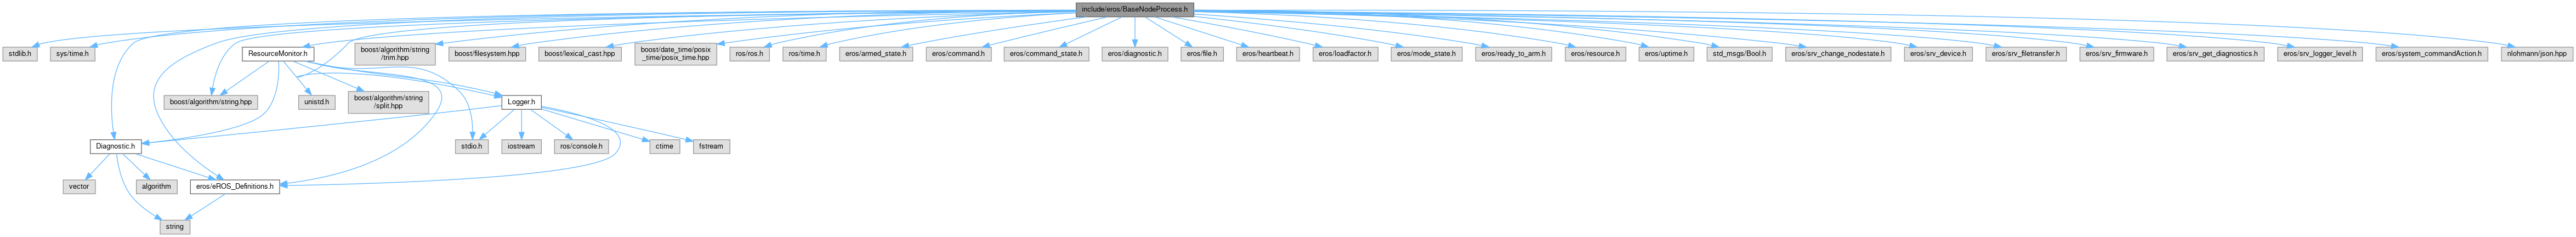 include/eros/BaseNodeProcess.h
stdlib.h
sys/time.h
ResourceMonitor.h
boost/algorithm/string
/trim.hpp
boost/filesystem.hpp
boost/lexical_cast.hpp
boost/date_time/posix
_time/posix_time.hpp
ros/ros.h
ros/time.h
eros/armed_state.h
eros/command.h
eros/command_state.h
eros/diagnostic.h
eros/file.h
eros/heartbeat.h
eros/loadfactor.h
eros/mode_state.h
eros/ready_to_arm.h
eros/resource.h
eros/uptime.h
std_msgs/Bool.h
eros/srv_change_nodestate.h
eros/srv_device.h
eros/srv_filetransfer.h
eros/srv_firmware.h
eros/srv_get_diagnostics.h
eros/srv_logger_level.h
eros/system_commandAction.h
nlohmann/json.hpp
boost/algorithm/string.hpp
unistd.h
boost/algorithm/string
/split.hpp
Logger.h
Diagnostic.h
stdio.h
iostream
ros/console.h
ctime
fstream
vector
algorithm
eros/eROS_Definitions.h
string